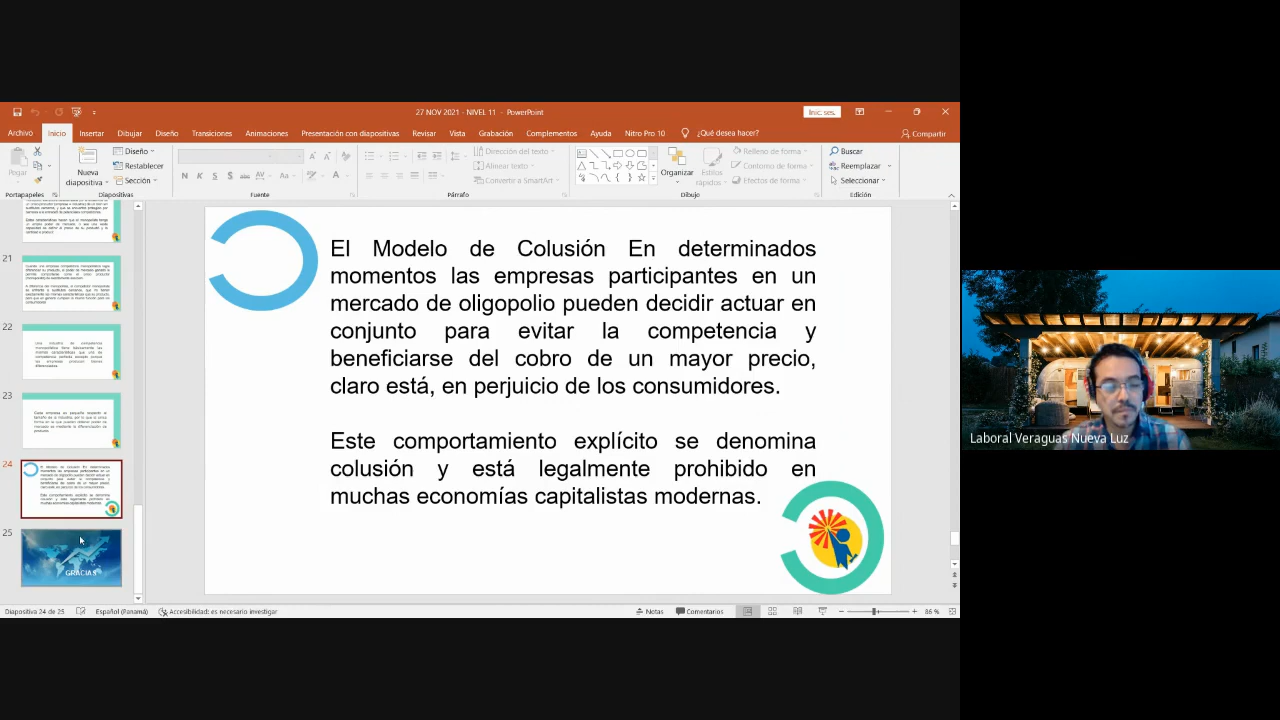 27 NOV 2021 - NIVEL 11 - PowerPoint
Inic. ses.
Archivo Inicio Insertar Dibujar Diseño Transiciones Animaciones Presentación con diapositivas Revisar Vista Grabación Complementos Ayuda Nitro Pro 10 ¿Qué desea hacer? Compartir
Pegar
Nueva diapositiva
Diseño
Restablecer
Sección
N K S S AV Aa A
Dirección del texto
Alinear texto
Convertir a SmartArt
Organizar
Estilos rápidos
Relleno de forma
Contorno de forma
Efectos de forma
Buscar
Reemplazar
Seleccionar
Portapapeles Diapositivas Fuente Párrafo Dibujo Edición
21
22
23
24
25
GRACIAS
El Modelo de Colusión En determinados
momentos las empresas participantes en un
mercado de oligopolio pueden decidir actuar en
conjunto para evitar la competencia y
beneficiarse del cobro de un mayor precio,
claro está, en perjuicio de los consumidores.
Este comportamiento explícito se denomina
colusión y está legalmente prohibido en
muchas economías capitalistas modernas.
Laboral Veraguas Nueva Luz
Diapositiva 24 de 25 Español (Panamá) Accesibilidad: es necesario investigar Notas Comentarios 86 %